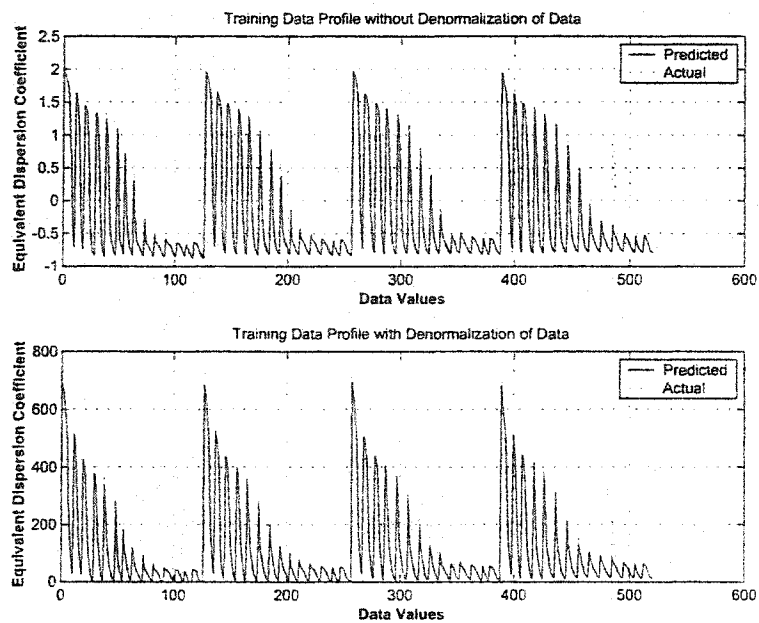 Training Data Profile without Denormalization of Data
Equivalent Dispersion Coefficient
2.5
2
1.5
1
0.5
0
-0.5
-1
Predicted
Actual
0 100 200 300 400 500 600
Data Values
Training Data Profile with Denormalization of Data
Equivalent Dispersion Coefficient
800
600
400
200
0
Predicted
Actual
0 100 200 300 400 500 600
Data Values